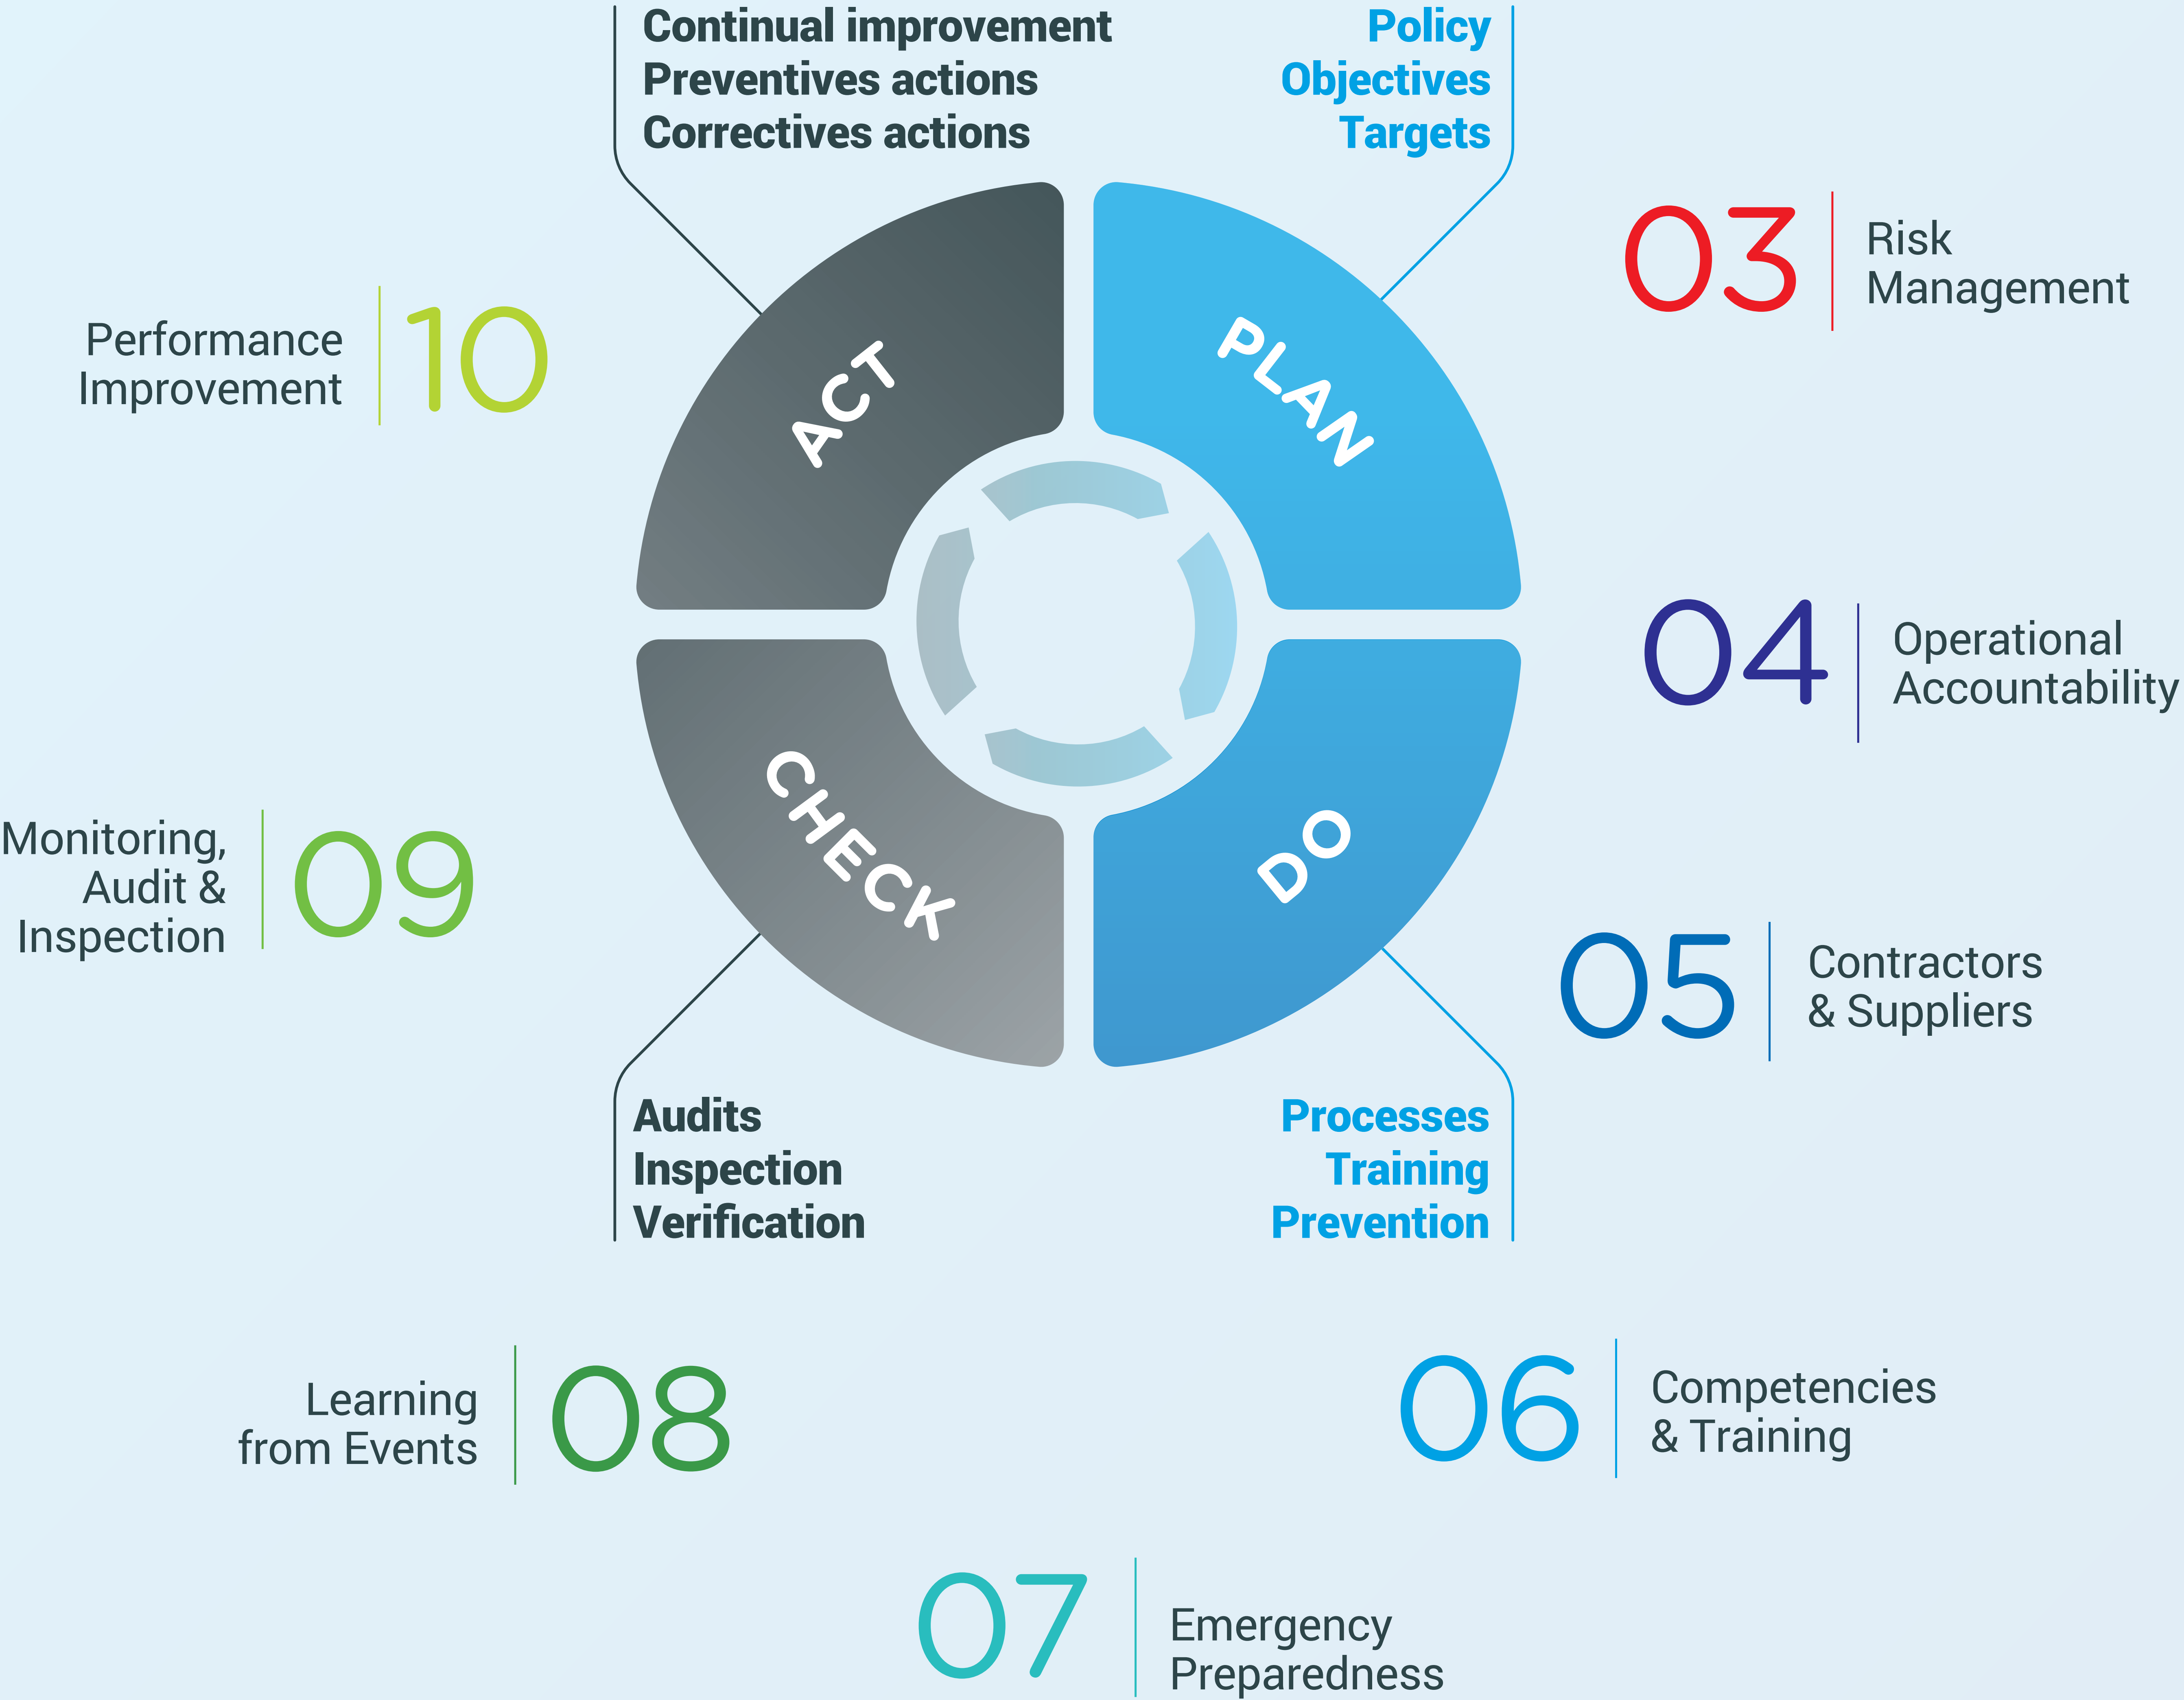 Continual improvement
Preventives actions
Correctives actions
Policy
Objectives
Targets
ACT
PLAN
CHECK
DO
Audits
Inspection
Verification
Processes
Training
Prevention
03
Risk
Management
04
Operational
Accountability
05
Contractors
& Suppliers
06
Competencies
& Training
07
Emergency
Preparedness
08
Learning
from Events
09
Monitoring,
Audit &
Inspection
10
Performance
Improvement